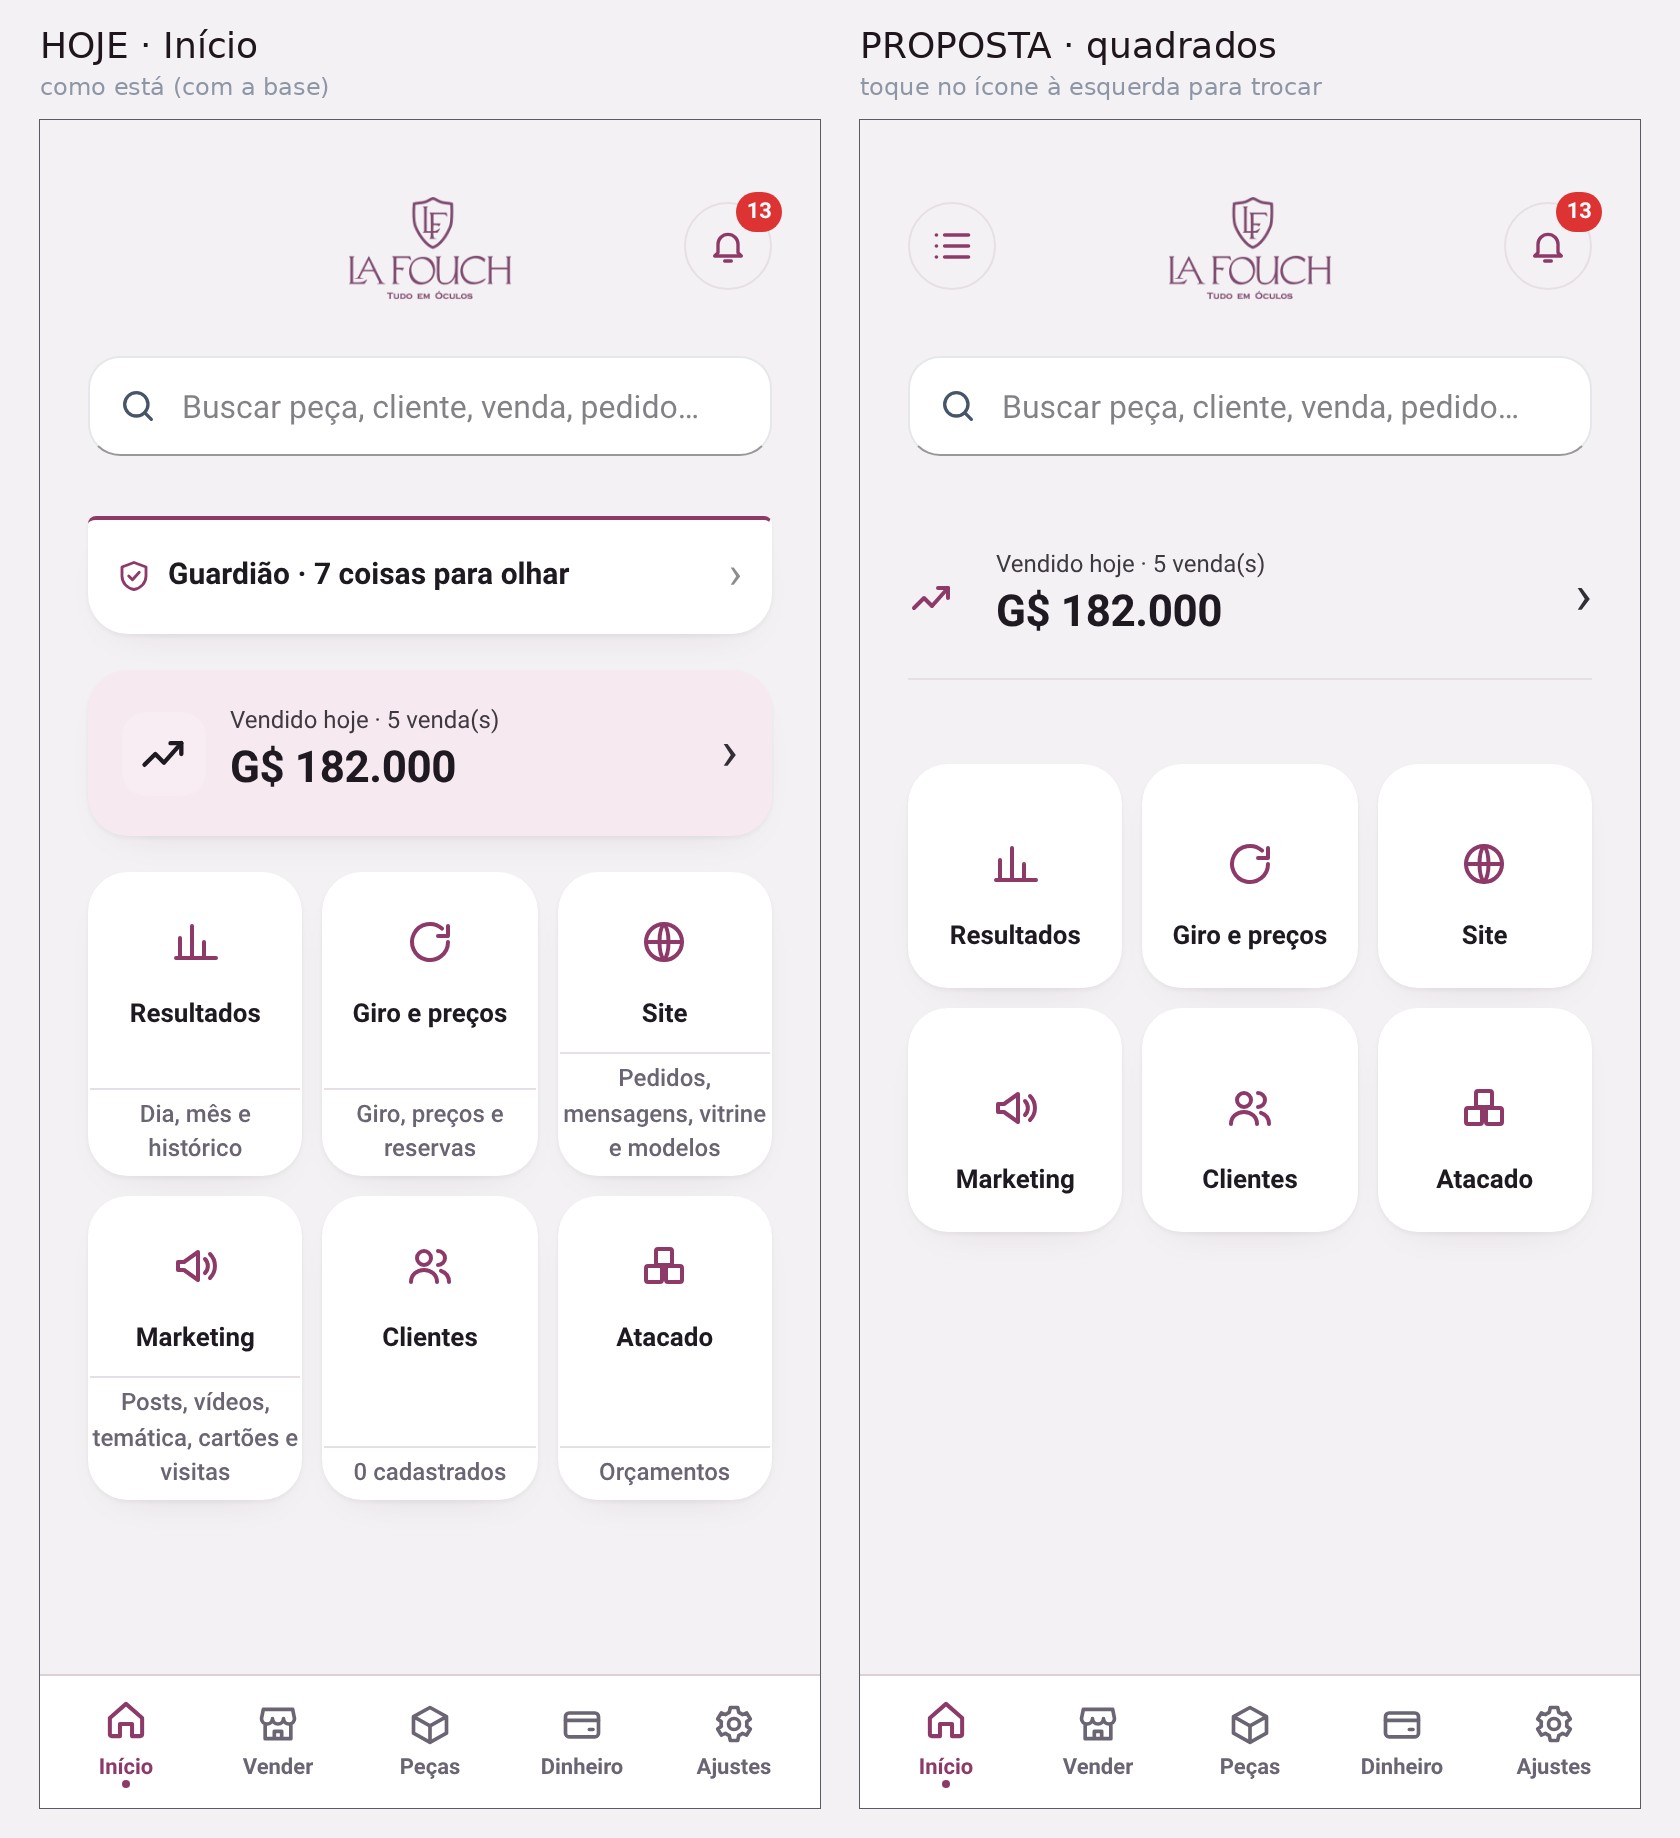 HOJE · Início
como está (com a base)
LF
LA FOUCH
TUDO EM ÓCULOS
13
Buscar peça, cliente, venda, pedido...
Guardião · 7 coisas para olhar
Vendido hoje · 5 venda(s)
G$ 182.000
Resultados
Dia, mês e
histórico
Giro e preços
Giro, preços e
reservas
Site
Pedidos,
mensagens, vitrine
e modelos
Marketing
Posts, vídeos,
temática, cartões e
visitas
Clientes
0 cadastrados
Atacado
Orçamentos
Início
Vender
Peças
Dinheiro
Ajustes
PROPOSTA · quadrados
toque no ícone à esquerda para trocar
LF
LA FOUCH
TUDO EM ÓCULOS
13
Buscar peça, cliente, venda, pedido...
Vendido hoje · 5 venda(s)
G$ 182.000
Resultados
Giro e preços
Site
Marketing
Clientes
Atacado
Início
Vender
Peças
Dinheiro
Ajustes